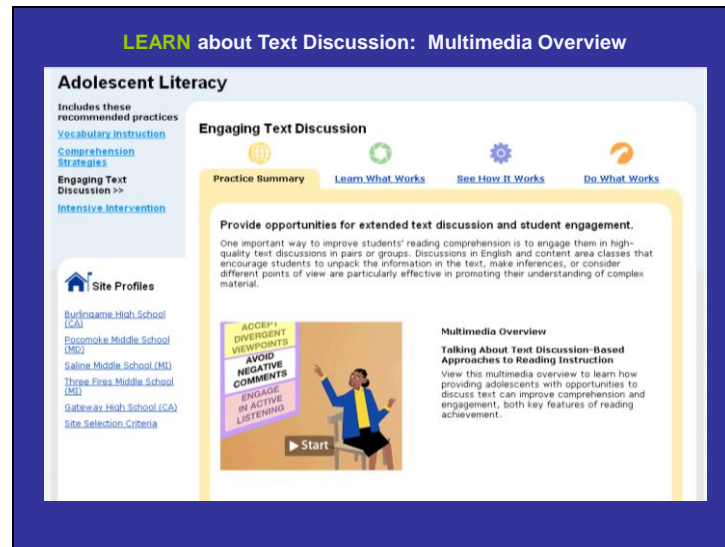 LEARN about Text Discussion: Multimedia Overview
Adolescent Literacy
Includes these
recommended practices
Vocabulary Instruction
Comprehension
Strategies
Engaging Text
Discussion >>
Intensive Intervention
Site Profiles
Burlingame High School
(CA)
Pocomoke Middle School
(MD)
Saline Middle School (MI)
Three Fires Middle School
(MI)
Gateway High School (CA)
Site Selection Criteria
Engaging Text Discussion
Practice Summary
Learn What Works
See How It Works
Do What Works
Provide opportunities for extended text discussion and student engagement.
One important way to improve students' reading comprehension is to engage them in high-
quality text discussions in pairs or groups. Discussions in English and content area classes that
encourage students to unpack the information in the text, make inferences, or consider
different points of view are particularly effective in promoting their understanding of complex
material.
ACCEPT
DIVERGENT
VIEWPOINTS
AVOID
NEGATIVE
COMMENTS
ENGAGE
IN ACTIVE
LISTENING
Start
Multimedia Overview
Talking About Text Discussion-Based
Approaches to Reading Instruction
View this multimedia overview to learn how
providing adolescents with opportunities to
discuss text can improve comprehension and
engagement, both key features of reading
achievement.